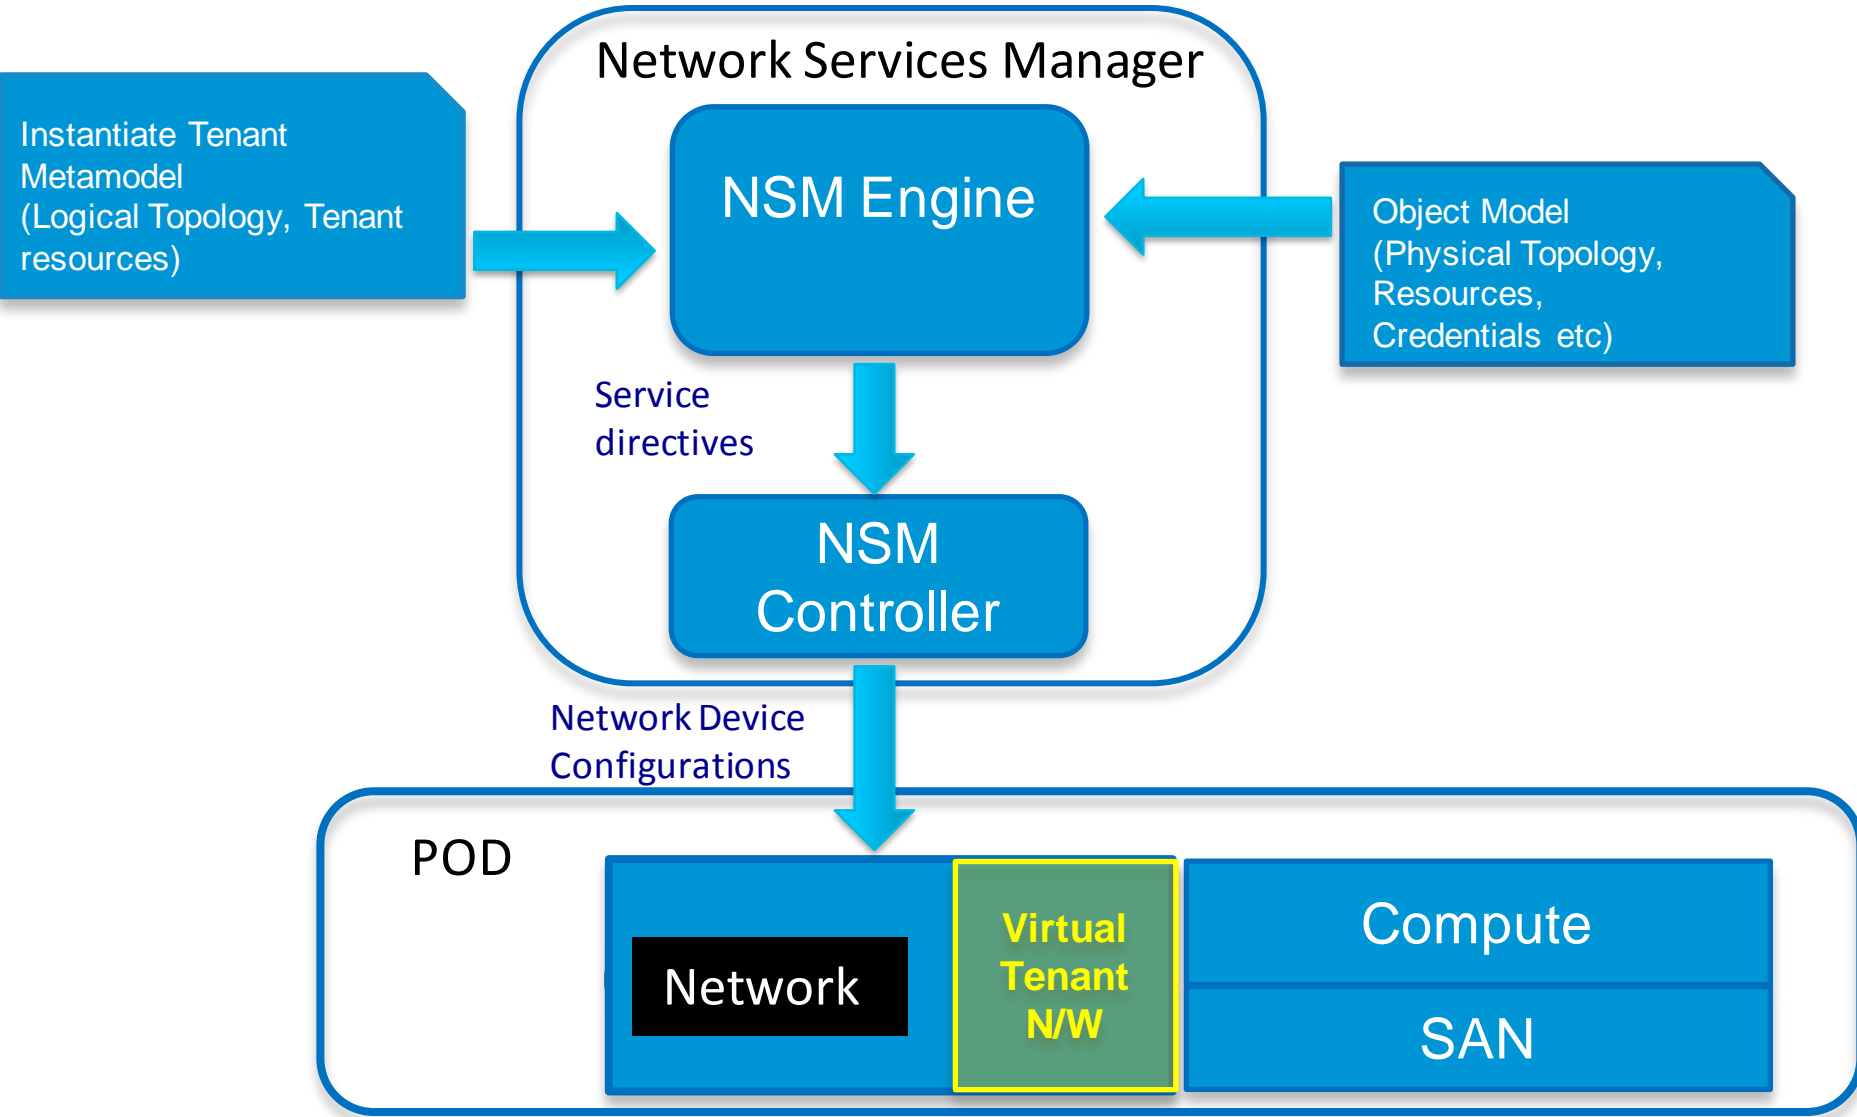 Network Services Manager
Instantiate Tenant
Metamodel
(Logical Topology, Tenant
resources)
NSM Engine
Object Model
(Physical Topology,
Resources,
Credentials etc)
Service
directives
NSM
Controller
Network Device
Configurations
POD
Network
Virtual
Tenant
N/W
Compute
SAN